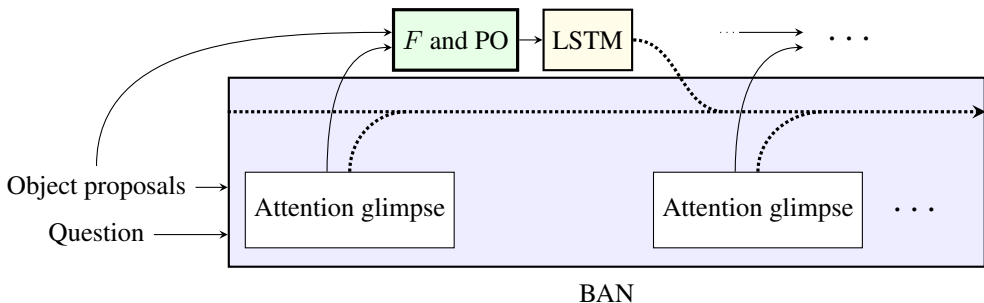 F and PO LSTM ... ...
Object proposals
Attention glimpse Attention glimpse ...
Question
BAN